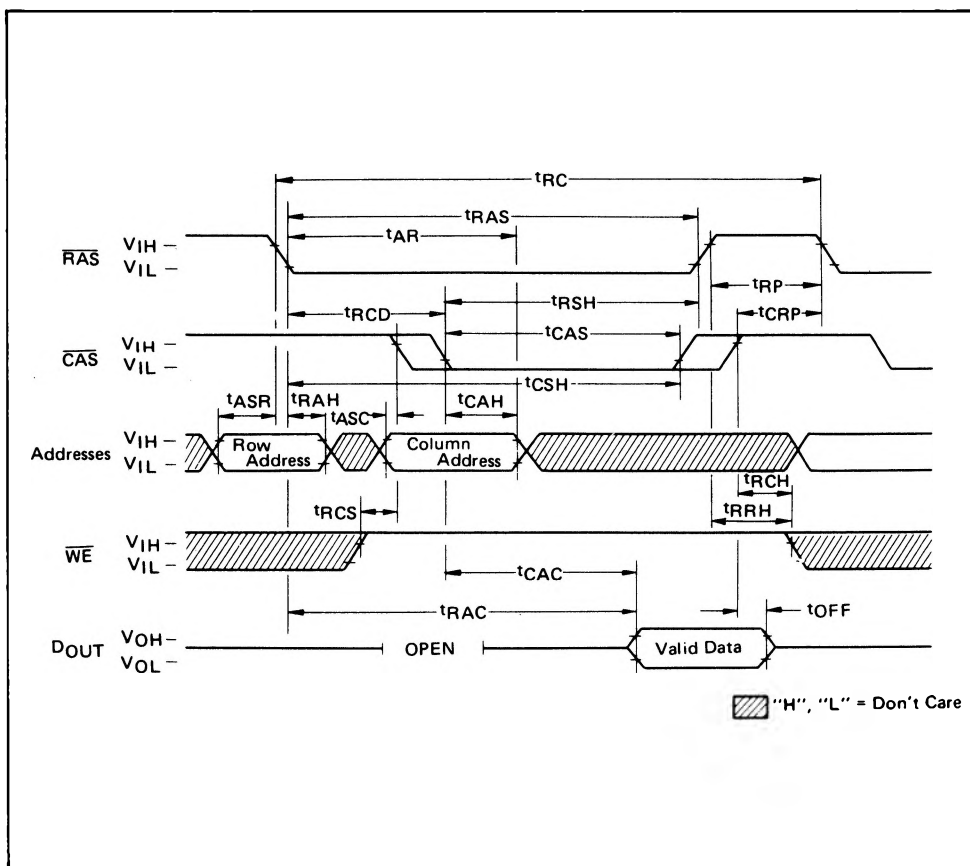 tRC
tRAS
tAR
RAS
VIH
VIL
tRP
tRSH
tRCD
tCRP
tCAS
CAS
VIH
VIL
tCSH
tASR
tRAH
tASC
tCAH
Addresses
VIH
VIL
Row
Address
Column
Address
tRCH
tRRH
tRCS
WE
VIH
VIL
tCAC
tRAC
tOFF
DOUT
VOH
VOL
OPEN
Valid Data
"H", "L" = Don't Care